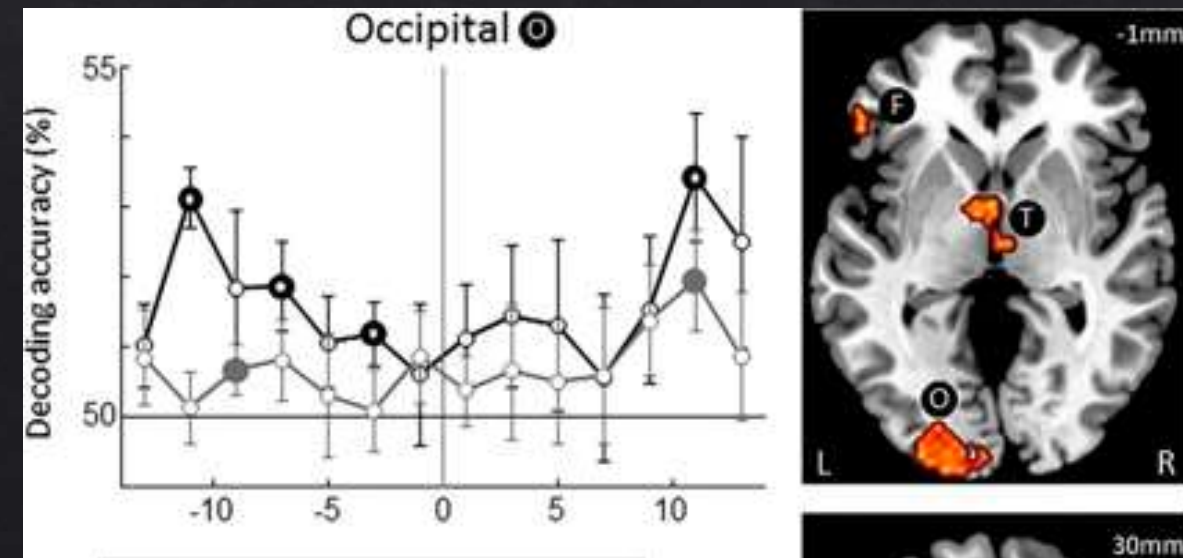 Occipital O
55
Decoding accuracy (%)
50
-10 -5 0 5 10
-1mm
F
T
O
L R
30mm